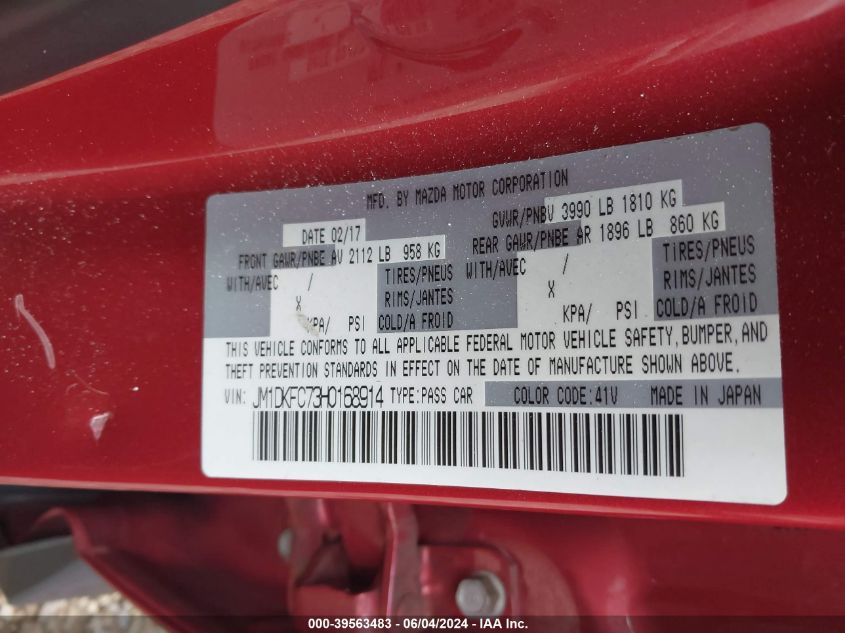 MFD. BY MAZDA MOTOR CORPORATION
DATE 02/17 GVWR/PNBV 3990 LB 1810 KG
FRONT GAWR/PNBE AV 2112 LB 958 KG REAR GAWR/PNBE AR 1896 LB 860 KG
WITH/AVEC / TIRES/PNEUS WITH/AVEC / TIRES/PNEUS
X RIMS/JANTES X RIMS/JANTES
KPA/ PSI COLD/A FROID KPA/ PSI COLD/A FROID
THIS VEHICLE CONFORMS TO ALL APPLICABLE FEDERAL MOTOR VEHICLE SAFETY, BUMPER, AND
THEFT PREVENTION STANDARDS IN EFFECT ON THE DATE OF MANUFACTURE SHOWN ABOVE.
VIN: JM1DKFC73H0168914 TYPE:PASS CAR COLOR CODE:41V MADE IN JAPAN
000-39563483 - 06/04/2024 - IAA Inc.